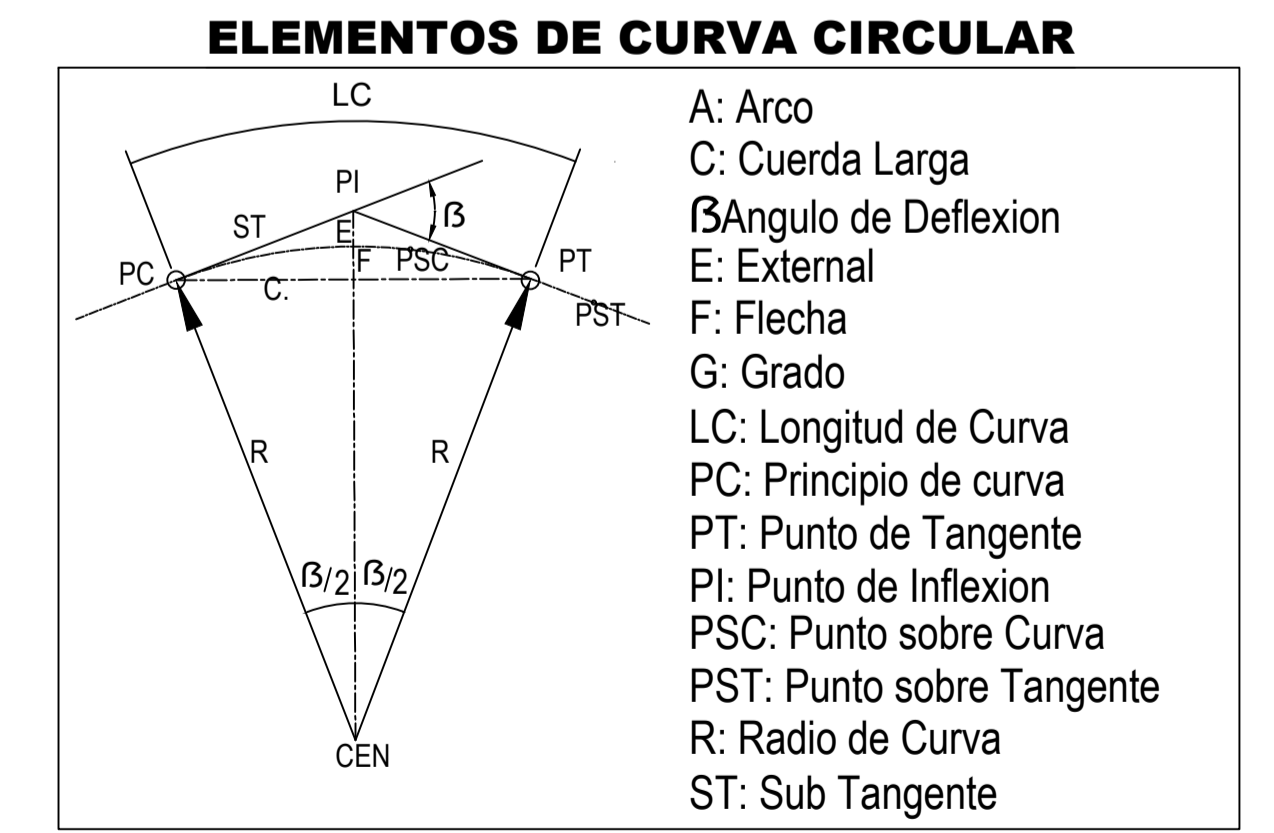 ELEMENTOS DE CURVA CIRCULAR
LC
PI
ß
ST
E
PC
F
PSC
PT
C.
PST
R
R
ß/2
ß/2
CEN
A: Arco
C: Cuerda Larga
ßAngulo de Deflexion
E: External
F: Flecha
G: Grado
LC: Longitud de Curva
PC: Principio de curva
PT: Punto de Tangente
PI: Punto de Inflexion
PSC: Punto sobre Curva
PST: Punto sobre Tangente
R: Radio de Curva
ST: Sub Tangente